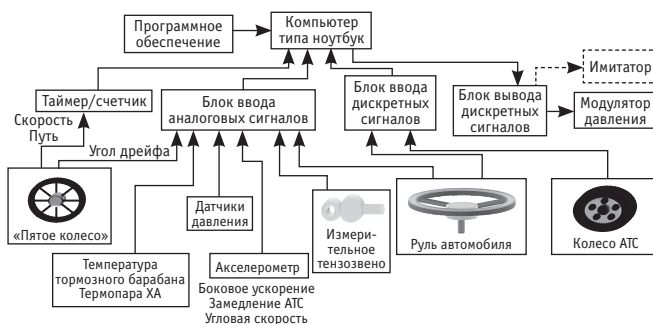 Программное
обеспечение
Компьютер
типа ноутбук
Имитатор
Таймер/счетчик
Блок ввода
аналоговых сигналов
Блок ввода
дискретных
сигналов
Блок вывода
дискретных
сигналов
Модулятор
давления
Скорость
Путь
Угол дрейфа
«Пятое колесо»
Датчики
давления
Измери-
тельное
тензозвено
Руль автомобиля
Колесо АТС
Температура
тормозного барабана
Термопара ХА
Акселерометр
Боковое ускорение
Замедление АТС
Угловая скорость